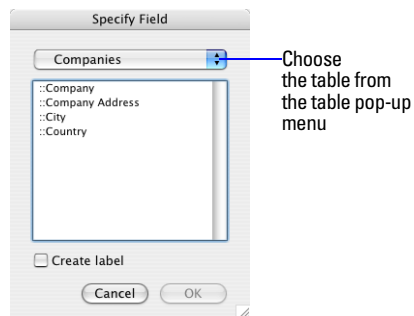 Specify Field
Companies
Choose
the table from
the table pop-up
menu
::Company
::Company Address
::City
::Country
Create label
Cancel
OK